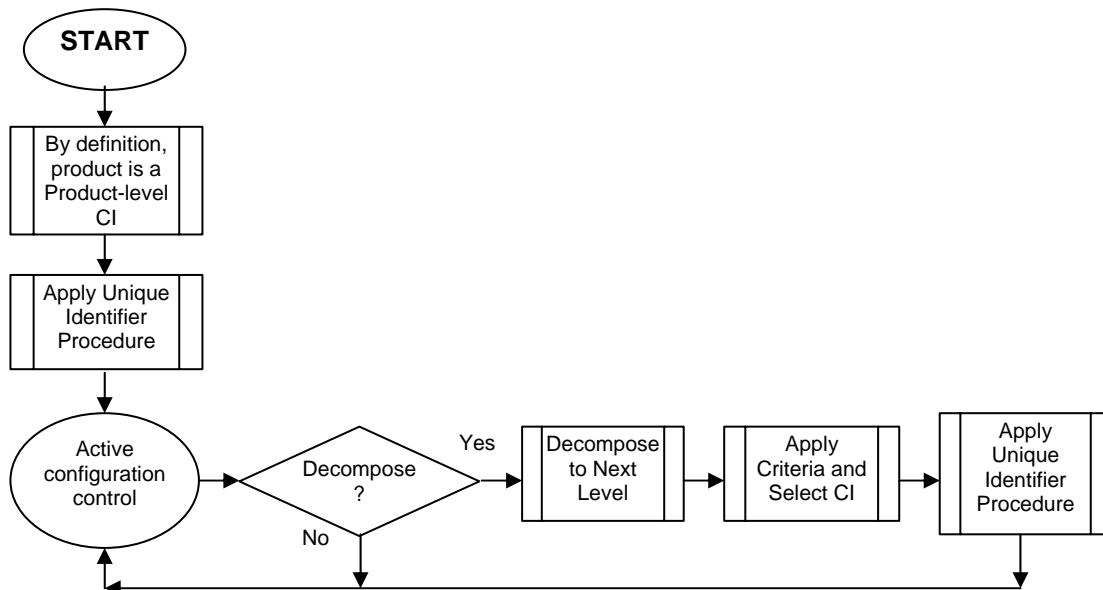 START
By definition,
product is a
Product-level
CI
Apply Unique
Identifier
Procedure
Active
configuration
control
Decompose
?
Yes
No
Decompose
to Next
Level
Apply
Criteria and
Select CI
Apply
Unique
Identifier
Procedure